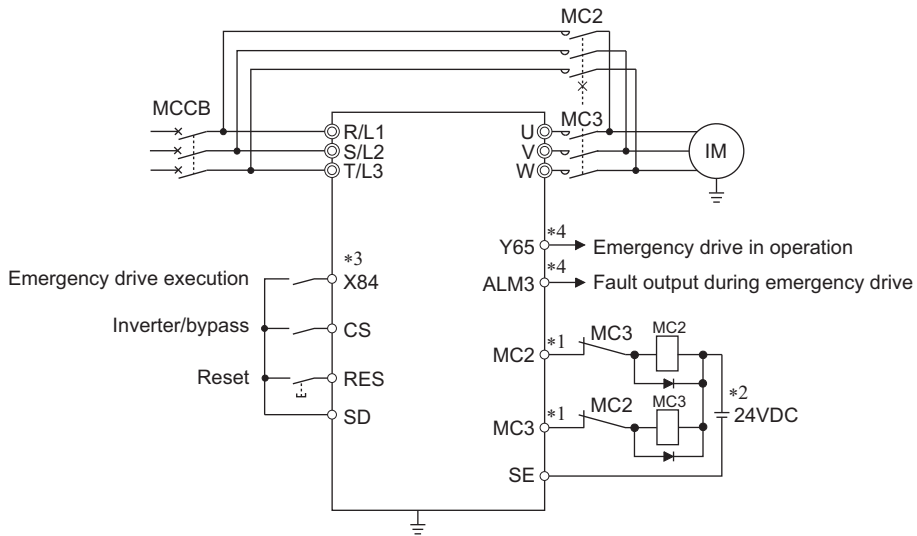 MC2
MCCB
MC3
R/L1
S/L2
T/L3
U
V
W
IM
*3
*4
Y65
Emergency drive in operation
Emergency drive execution
X84
*4
ALM3
Fault output during emergency drive
Inverter/bypass
CS
MC2
*1
MC3
MC2
Reset
RES
*2
24VDC
SD
MC3
*1
MC2
MC3
SE